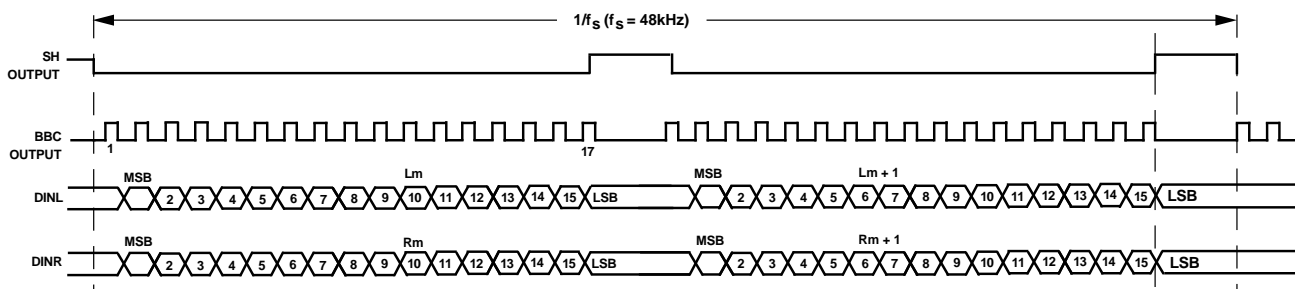 1/fS (fS = 48kHz)
SH
OUTPUT
BBC
OUTPUT
1
17
MSB
Lm
MSB
Lm + 1
DINL
2 3 4 5 6 7 8 9 10 11 12 13 14 15 LSB 2 3 4 5 6 7 8 9 10 11 12 13 14 15 LSB
MSB
Rm
MSB
Rm + 1
DINR
2 3 4 5 6 7 8 9 10 11 12 13 14 15 LSB 2 3 4 5 6 7 8 9 10 11 12 13 14 15 LSB